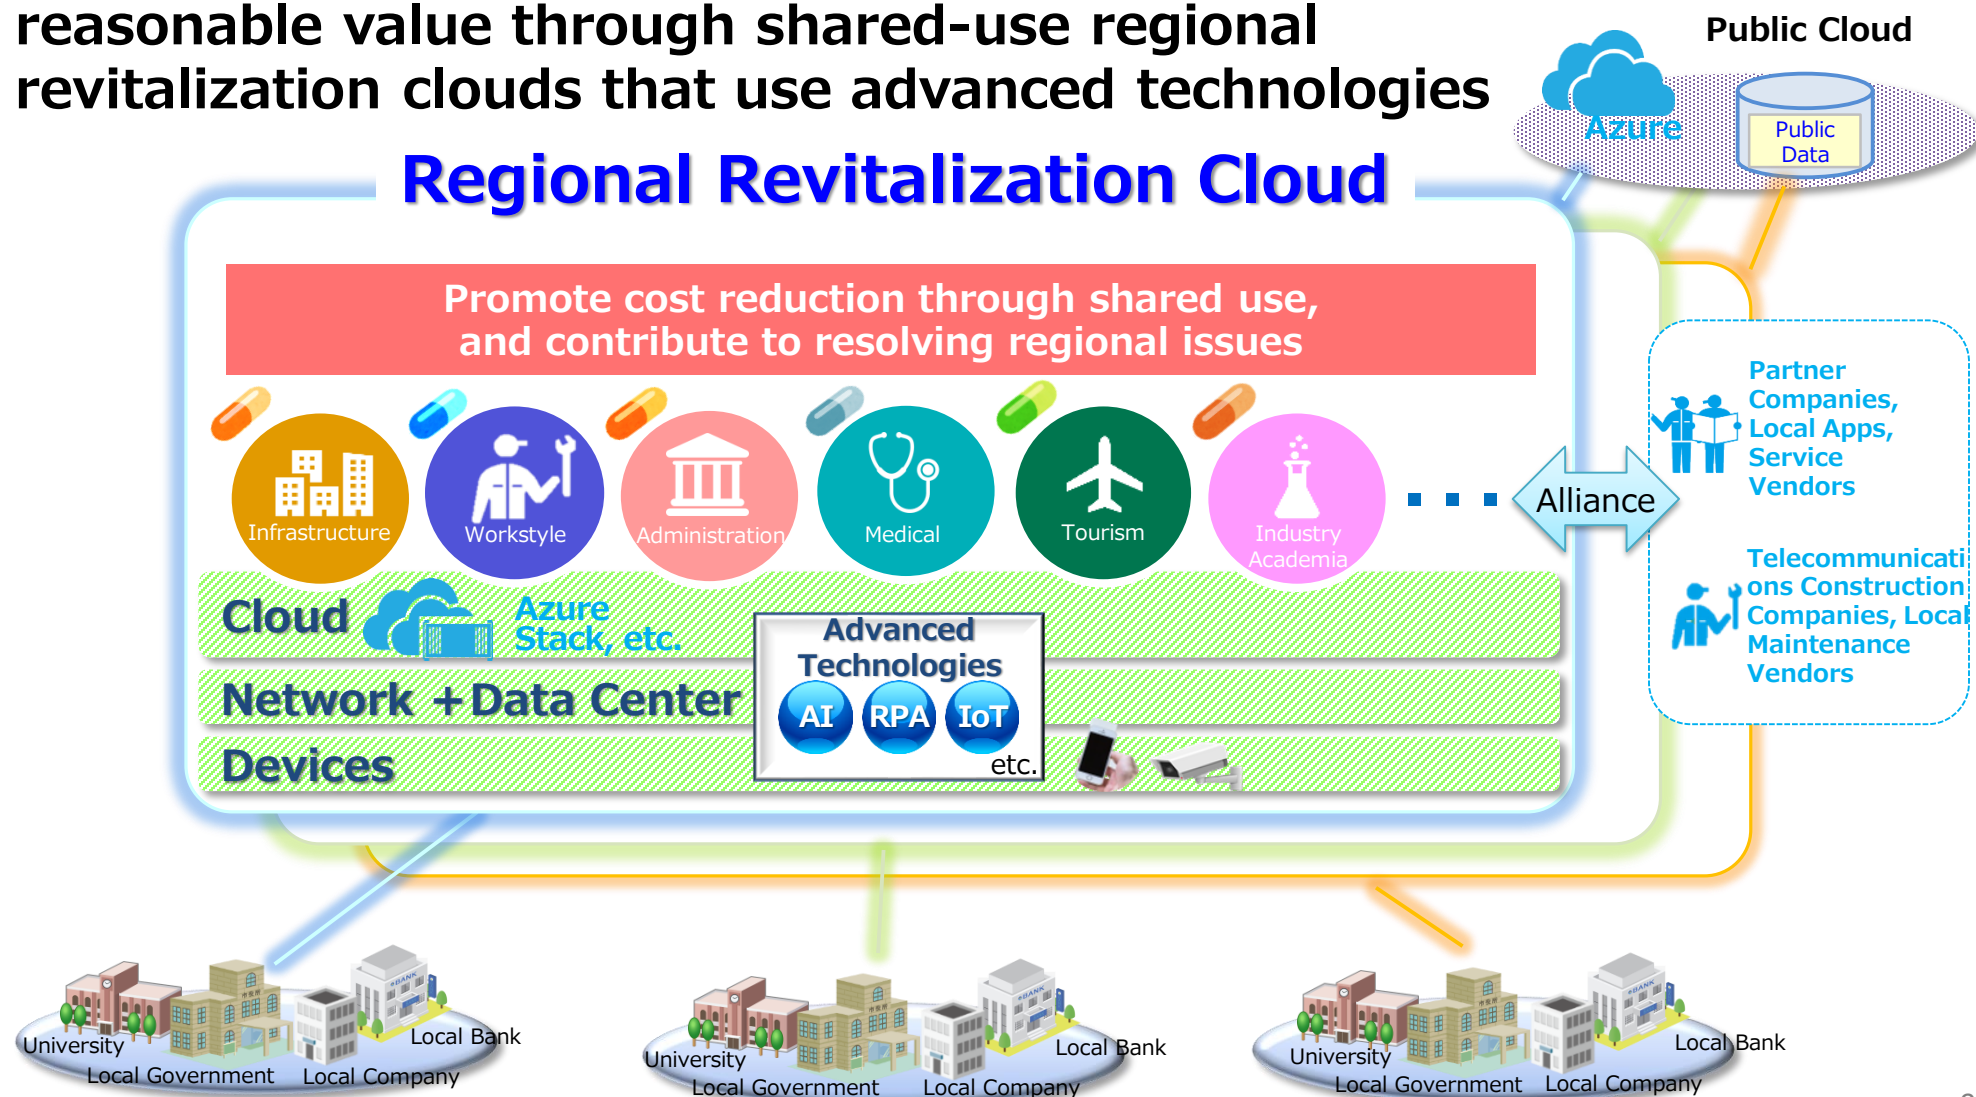 reasonable value through shared-use regional
revitalization clouds that use advanced technologies
Public Cloud
Azure
Public
Data
Regional Revitalization Cloud
Promote cost reduction through shared use,
and contribute to resolving regional issues
Infrastructure
Workstyle
Administration
Medical
Tourism
Industry
Academia
Alliance
Partner
Companies,
Local Apps,
Service
Vendors
Telecommunicati
ons Construction
Companies, Local
Maintenance
Vendors
Cloud
Azure
Stack, etc.
Advanced
Technologies
AI
RPA
IoT
etc.
Network +Data Center
Devices
BANK
University
Local Government
Local Company
Local Bank
BANK
University
Local Government
Local Company
Local Bank
BANK
University
Local Government
Local Company
Local Bank